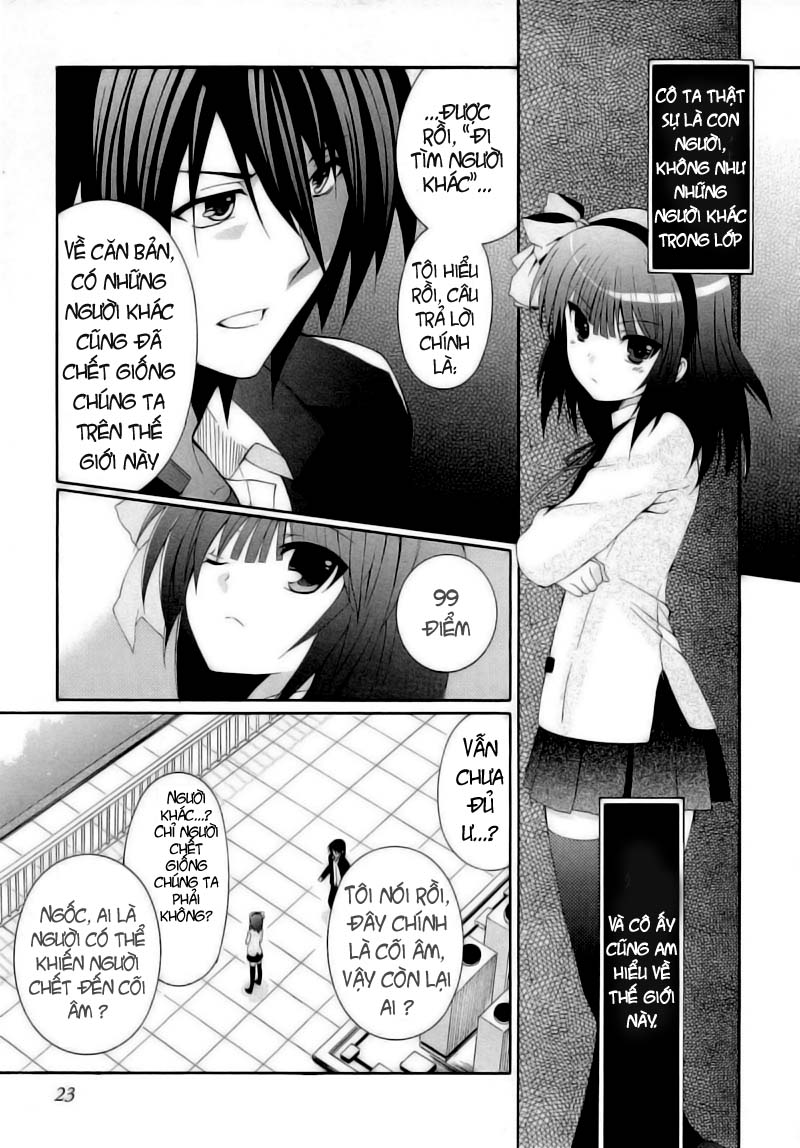 CÔ TA THẬT
SỰ LÀ CON
NGƯỜI,
KHÔNG NHƯ
NHỮNG
NGƯỜI KHÁC
TRONG LỚP
VÀ CÔ ẤY
CŨNG AM
HIỂU VỀ
THẾ GIỚI
NÀY.
...ĐƯỢC
RỒI, "ĐI
TÌM NGƯỜI
KHÁC"...
TÔI HIỂU
RỒI, CÂU
TRẢ LỜI
CHÍNH
LÀ:
VỀ CĂN BẢN,
CÓ NHỮNG
NGƯỜI KHÁC
CŨNG ĐÃ
CHẾT GIỐNG
CHÚNG TA
TRÊN THẾ
GIỚI NÀY
99
ĐIỂM
VẪN
CHƯA
ĐỦ
Ư...?
TÔI NÓI RỒI,
ĐÂY CHÍNH
LÀ CÕI ÂM,
VẬY CÒN LẠI
AI ?
NGƯỜI
KHÁC...?
CHỈ NGƯỜI
CHẾT
GIỐNG
CHÚNG TA
PHẢI
KHÔNG?
NGỐC, AI LÀ
NGƯỜI CÓ THỂ
KHIẾN NGƯỜI
CHẾT ĐẾN CÕI
ÂM ?
23